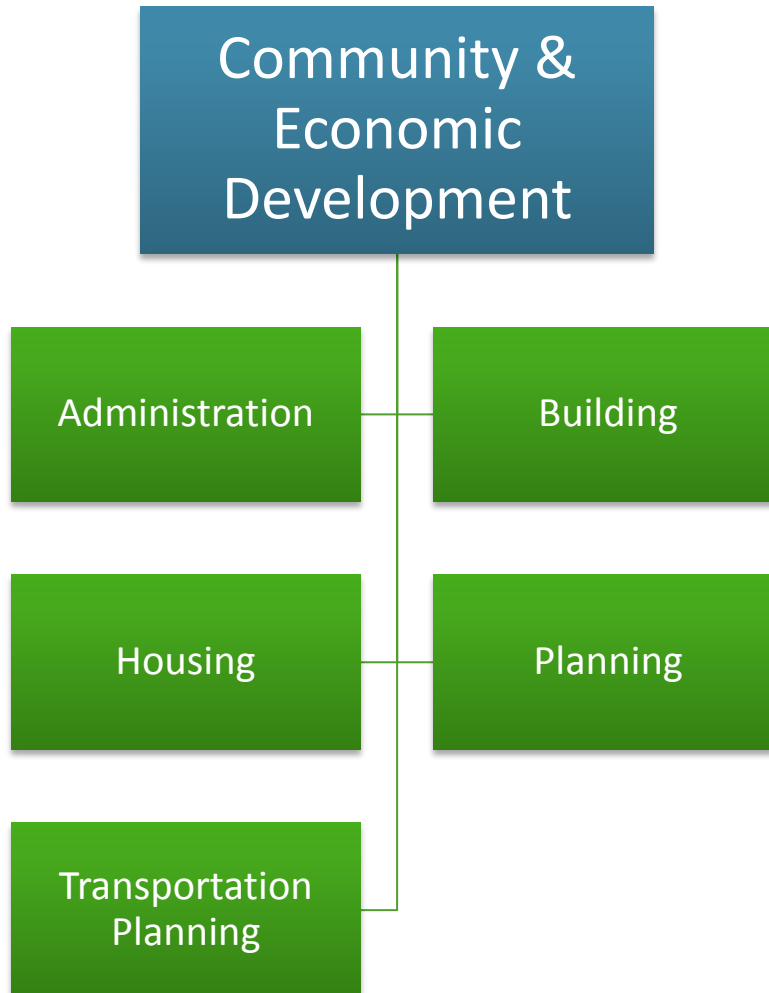 Community &
Economic
Development
Administration
Building
Housing
Planning
Transportation
Planning